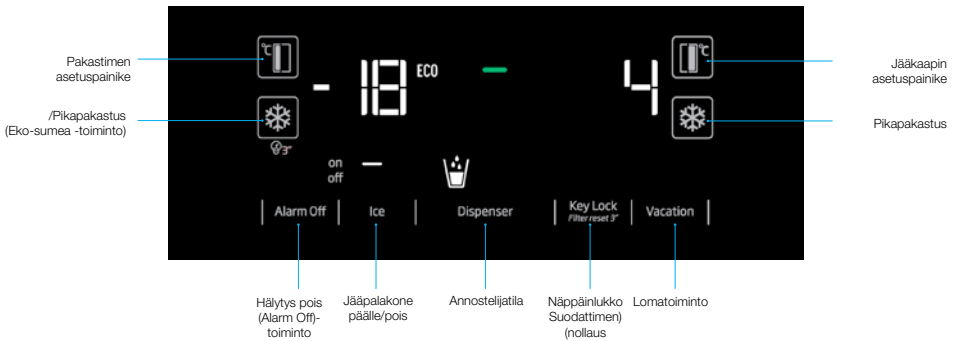 Pakastimen
asetuspainike
/Pikapakastus
(Eko-sumea -toiminto)
°C
- 18
ECO
4
°C
3"
on
off
Alarm Off
Ice
Dispenser
Key Lock
Filter reset 3"
Vacation
Jääkaapin
asetuspainike
Pikapakastus
Hälytys pois
(Alarm Off)-
toiminto
Jääpalakone
päälle/pois
Annostelijatila
Näppäinlukko
Suodattimen)
(nollaus
Lomatoiminto